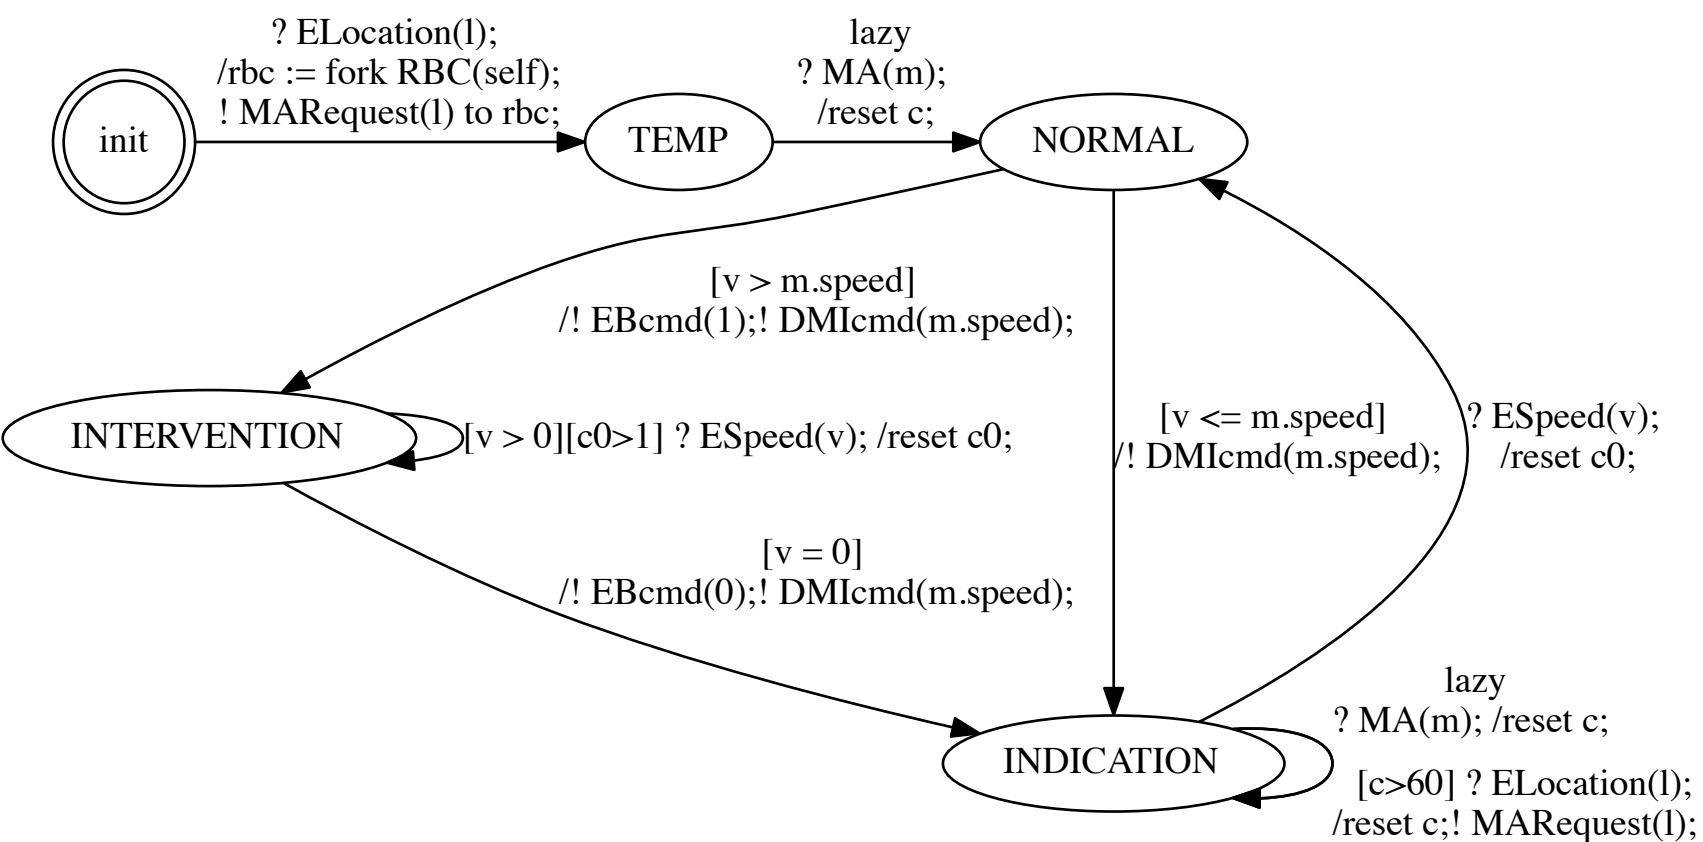 ? ELocation(l);
/rbc := fork RBC(self);
! MARequest(l) to rbc;
lazy
? MA(m);
/reset c;
init
TEMP
NORMAL
[v > m.speed]
/! EBcmd(1);! DMIcmd(m.speed);
INTERVENTION
[v > 0][c0>1] ? ESpeed(v); /reset c0;
[v <= m.speed]
/! DMIcmd(m.speed);
? ESpeed(v);
/reset c0;
[v = 0]
/! EBcmd(0);! DMIcmd(m.speed);
INDICATION
lazy
? MA(m); /reset c;
[c>60] ? ELocation(l);
/reset c;! MARequest(l);